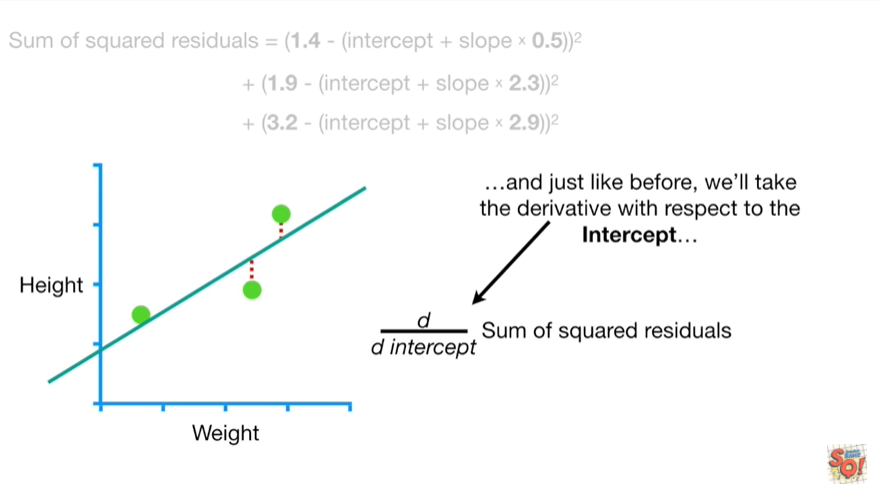 Sum of squared residuals = (1.4 - (intercept + slope × 0.5))²
+ (1.9 - (intercept + slope × 2.3))²
+ (3.2 - (intercept + slope × 2.9))²
…and just like before, we’ll take
the derivative with respect to the
Intercept…
Height
d
d intercept
Sum of squared residuals
Weight
SQ!